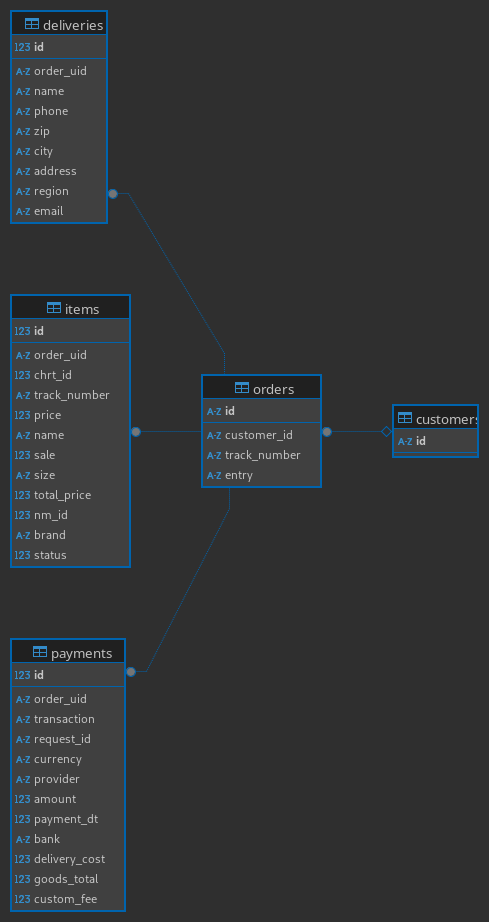 deliveries
123 id
A-Z order_uid
A-Z name
A-Z phone
A-Z zip
A-Z city
A-Z address
A-Z region
A-Z email
items
123 id
A-Z order_uid
123 chrt_id
A-Z track_number
123 price
A-Z name
123 sale
A-Z size
123 total_price
123 nm_id
A-Z brand
123 status
orders
A-Z id
A-Z customer_id
A-Z track_number
A-Z entry
customers
A-Z id
payments
123 id
A-Z order_uid
A-Z transaction
A-Z request_id
A-Z currency
A-Z provider
123 amount
123 payment_dt
A-Z bank
123 delivery_cost
123 goods_total
123 custom_fee